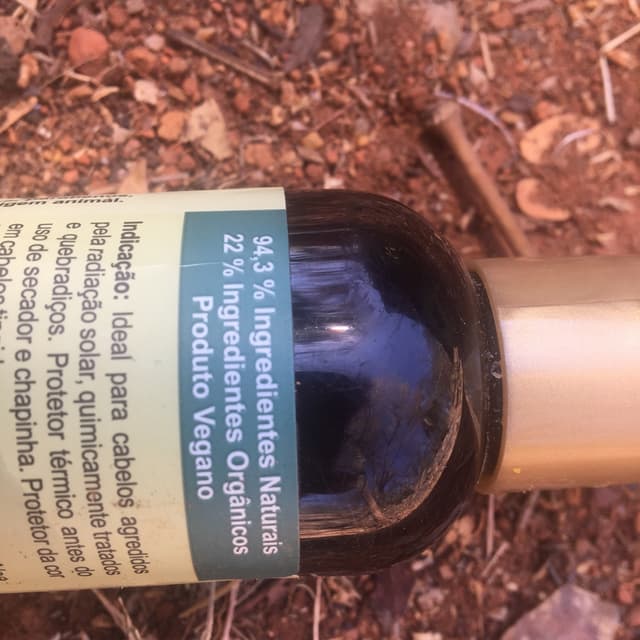 94,3 % Ingredientes Naturais
22 % Ingredientes Orgânicos
Produto Vegano
animal.
Indicação: Ideal para cabelos agredidos
pela radiação solar, quimicamente tratados
e quebradiços. Protetor térmico antes do
uso de secador e chapinha. Protetor da cor